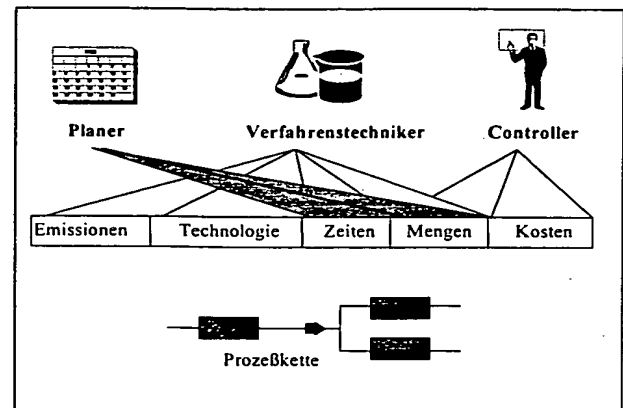 Planer Verfahrenstechniker Controller
Emissionen Technologie Zeiten Mengen Kosten
Prozeßkette